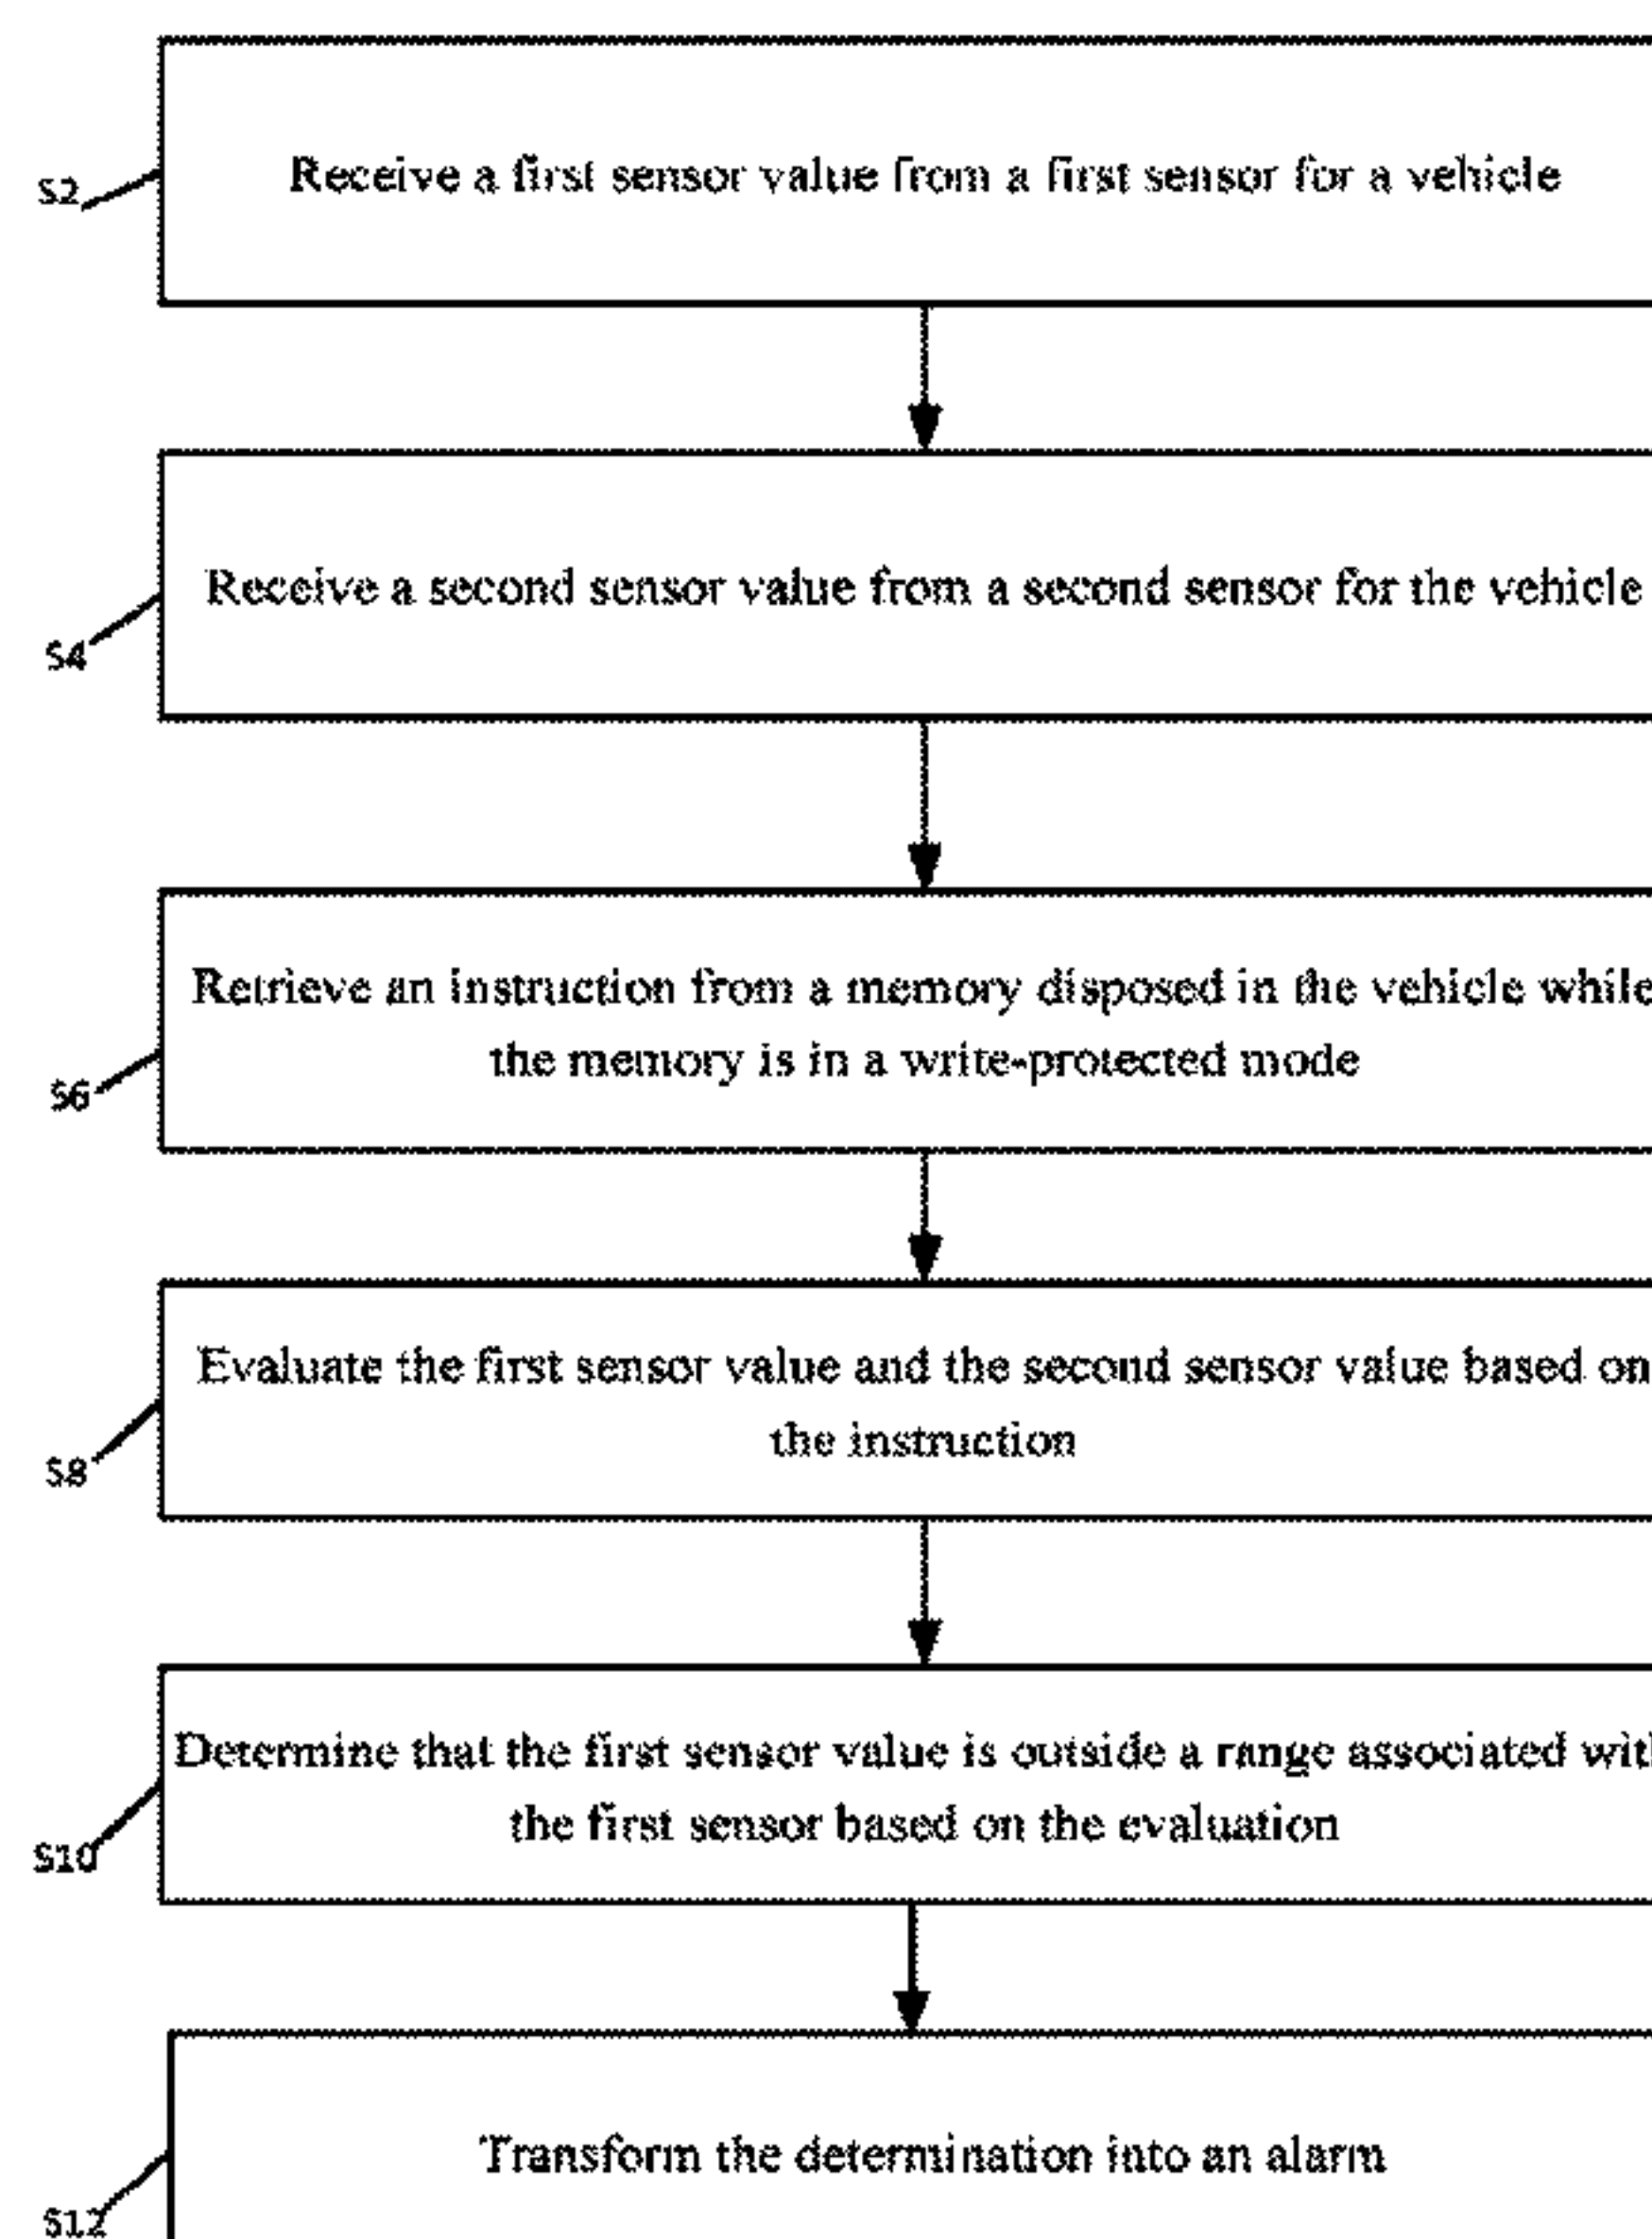 Receive a first sensor value from a first sensor for a vehicle
S2
Receive a second sensor value from a second sensor for the vehicle
S4
Retrieve an instruction from a memory disposed in the vehicle while
the memory is in a write-protected mode
S6
Evaluate the first sensor value and the second sensor value based on
the instruction
S8
Determine that the first sensor value is outside a range associated wit
the first sensor based on the evaluation
S10
Transform the determination into an alarm
S12